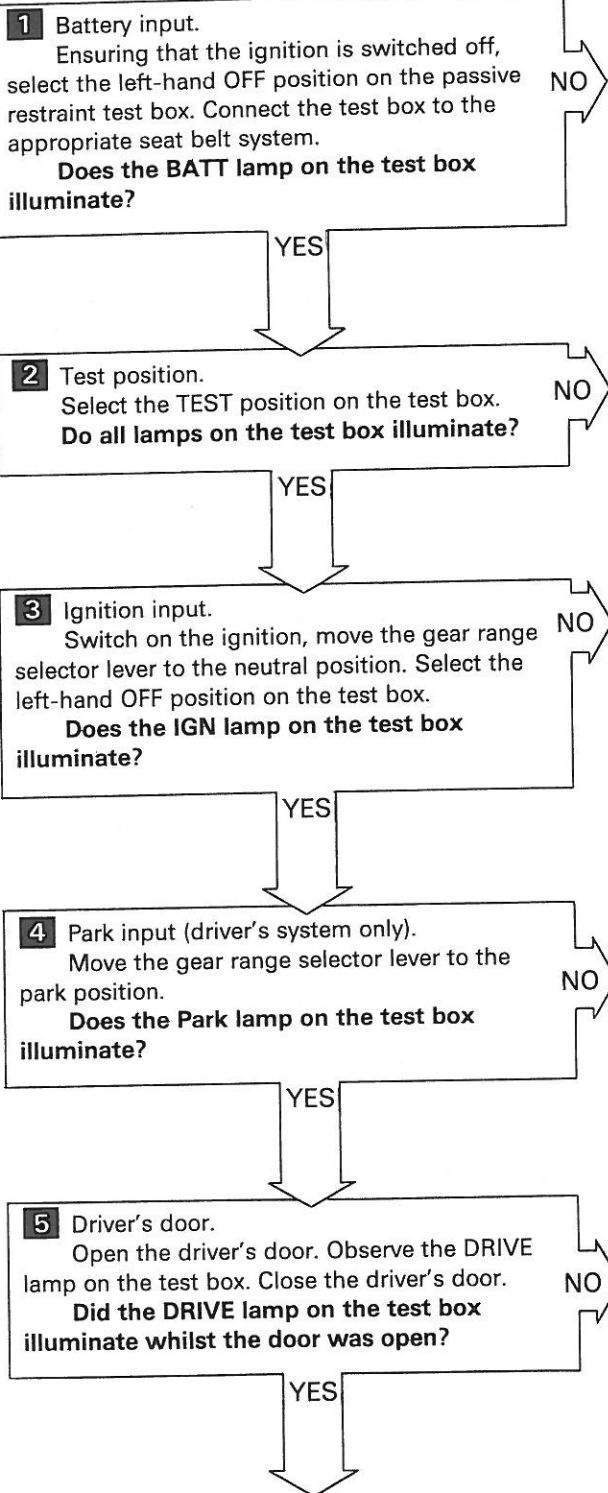 1 Battery input.
Ensuring that the ignition is switched off,
select the left-hand OFF position on the passive
restraint test box. Connect the test box to the
appropriate seat belt system.
Does the BATT lamp on the test box
illuminate?
NO
YES
2 Test position.
Select the TEST position on the test box.
Do all lamps on the test box illuminate?
NO
YES
3 Ignition input.
Switch on the ignition, move the gear range
selector lever to the neutral position. Select the
left-hand OFF position on the test box.
Does the IGN lamp on the test box
illuminate?
NO
YES
4 Park input (driver's system only).
Move the gear range selector lever to the
park position.
Does the Park lamp on the test box
illuminate?
NO
YES
5 Driver's door.
Open the driver's door. Observe the DRIVE
lamp on the test box. Close the driver's door.
Did the DRIVE lamp on the test box
illuminate whilst the door was open?
NO
YES